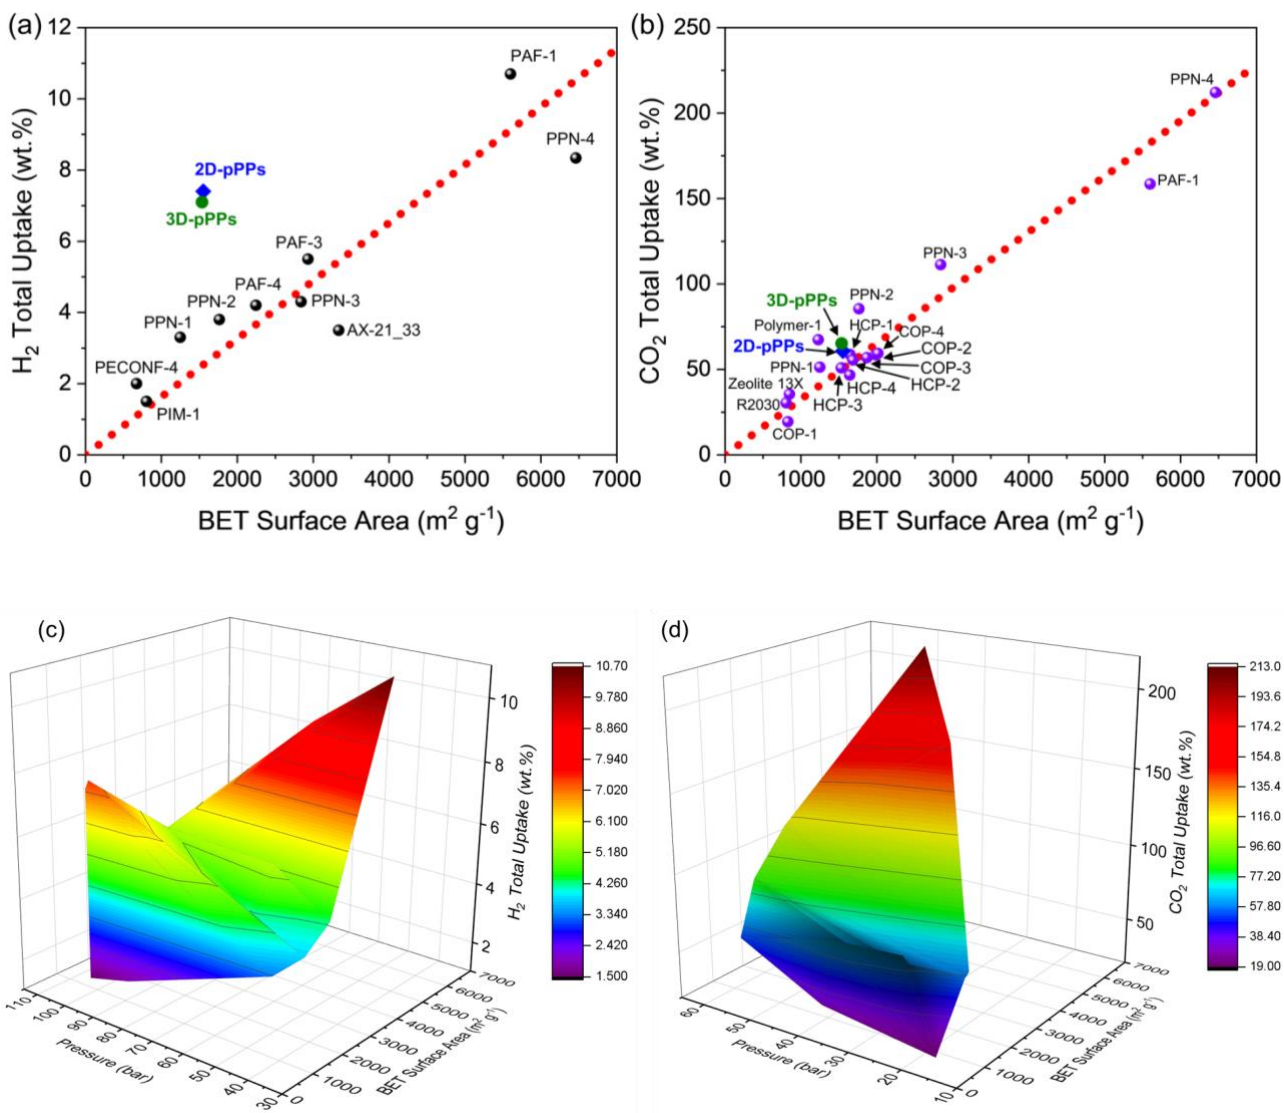 (a)
H2 Total Uptake (wt.%)
12
10
8
6
4
2
0
PAF-1
PPN-4
2D-pPPs
3D-pPPs
PAF-3
PAF-4
PPN-3
PPN-2
AX-21_33
PPN-1
PECONF-4
PIM-1
0 1000 2000 3000 4000 5000 6000 7000
BET Surface Area (m2 g-1)
(b)
CO2 Total Uptake (wt.%)
250
200
150
100
50
0
PPN-4
PAF-1
PPN-3
PPN-2
3D-pPPs
Polymer-1
HCP-1
COP-4
2D-pPPs
COP-2
PPN-1
COP-3
Zeolite 13X
HCP-4
HCP-2
R2030
HCP-3
COP-1
0 1000 2000 3000 4000 5000 6000 7000
BET Surface Area (m2 g-1)
(c)
10
8
6
4
2
H2 Total Uptake (wt.%)
110 100 90 80 70 60 50 40 30
Pressure (bar)
0 1000 2000 3000 4000 5000 6000 7000
BET Surface Area (m2 g-1)
10.70
9.780
8.860
7.940
7.020
6.100
5.180
4.260
3.340
2.420
1.500
(d)
200
150
100
50
CO2 Total Uptake (wt.%)
60 50 40 30 20 10
Pressure (bar)
0 1000 2000 3000 4000 5000 6000 7000
BET Surface Area (m2 g-1)
213.0
193.6
174.2
154.8
135.4
116.0
96.60
77.20
57.80
38.40
19.00